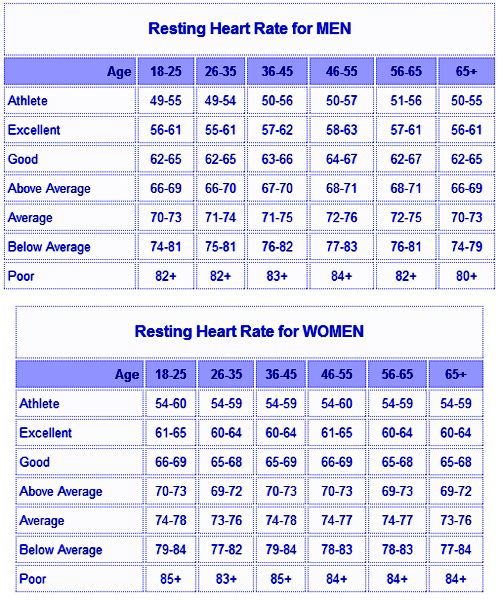 Resting Heart Rate for MEN
Age 18-25 26-35 36-45 46-55 56-65 65+
Athlete 49-55 49-54 50-56 50-57 51-56 50-55
Excellent 56-61 55-61 57-62 58-63 57-61 56-61
Good 62-65 62-65 63-66 64-67 62-67 62-65
Above Average 66-69 66-70 67-70 68-71 68-71 66-69
Average 70-73 71-74 71-75 72-76 72-75 70-73
Below Average 74-81 75-81 76-82 77-83 76-81 74-79
Poor 82+ 82+ 83+ 84+ 82+ 80+
Resting Heart Rate for WOMEN
Age 18-25 26-35 36-45 46-55 56-65 65+
Athlete 54-60 54-59 54-59 54-60 54-59 54-59
Excellent 61-65 60-64 60-64 61-65 60-64 60-64
Good 66-69 65-68 65-69 66-69 65-68 65-68
Above Average 70-73 69-72 70-73 70-73 69-73 69-72
Average 74-78 73-76 74-78 74-77 74-77 73-76
Below Average 79-84 77-82 79-84 78-83 78-83 77-84
Poor 85+ 83+ 85+ 84+ 84+ 84+